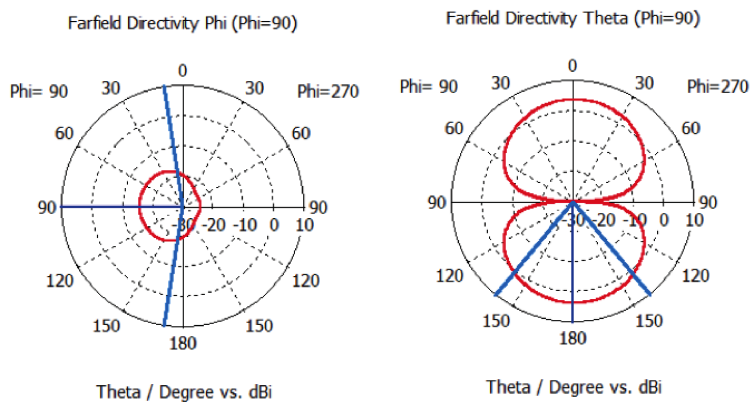 Farfield Directivity Phi (Phi=90)
0
30 30
Phi= 90 Phi=270
60 60
90 90
-30 -20 -10 0 10
120 120
150 150
180
Theta / Degree vs. dBi
Farfield Directivity Theta (Phi=90)
0
30 30
Phi= 90 Phi=270
60 60
90 90
-30 -20 -10 0 10
120 120
150 150
180
Theta / Degree vs. dBi